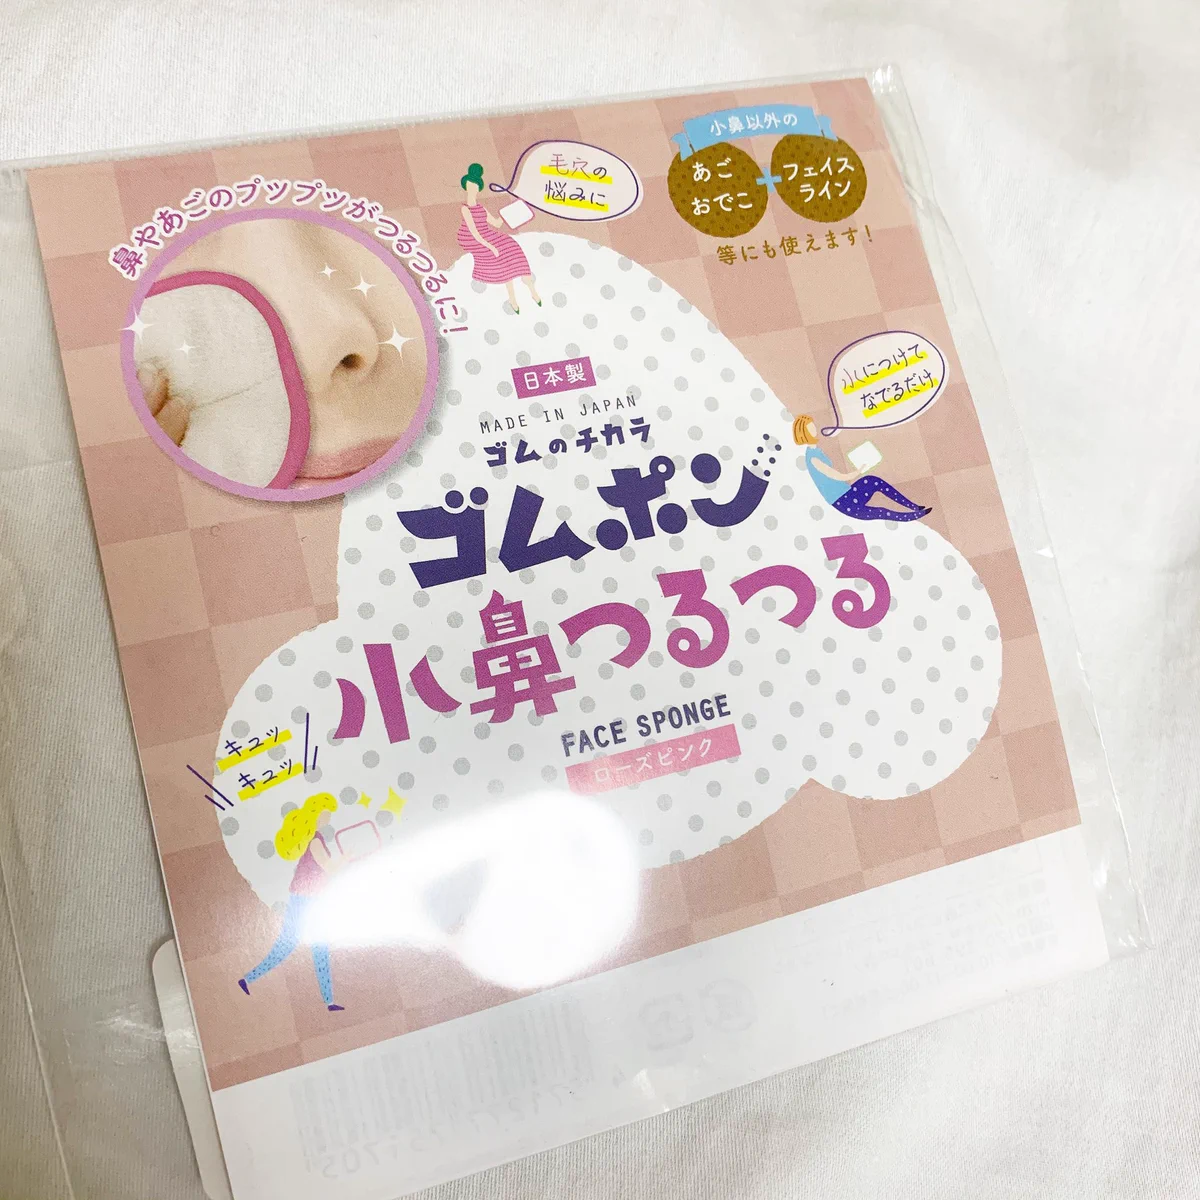 鼻やあごのプップツがつるつるに!
毛穴の
悩みに
小鼻以外の
あご
おでこ
+
フェイス
ライン
等にも使えます!
水につけて
なでるだけ
日本製
MADE IN JAPAN
ゴムのチカラ
ゴムポン
小鼻つるつる
FACE SPONGE
ローズピンク
キュッ
キュッ